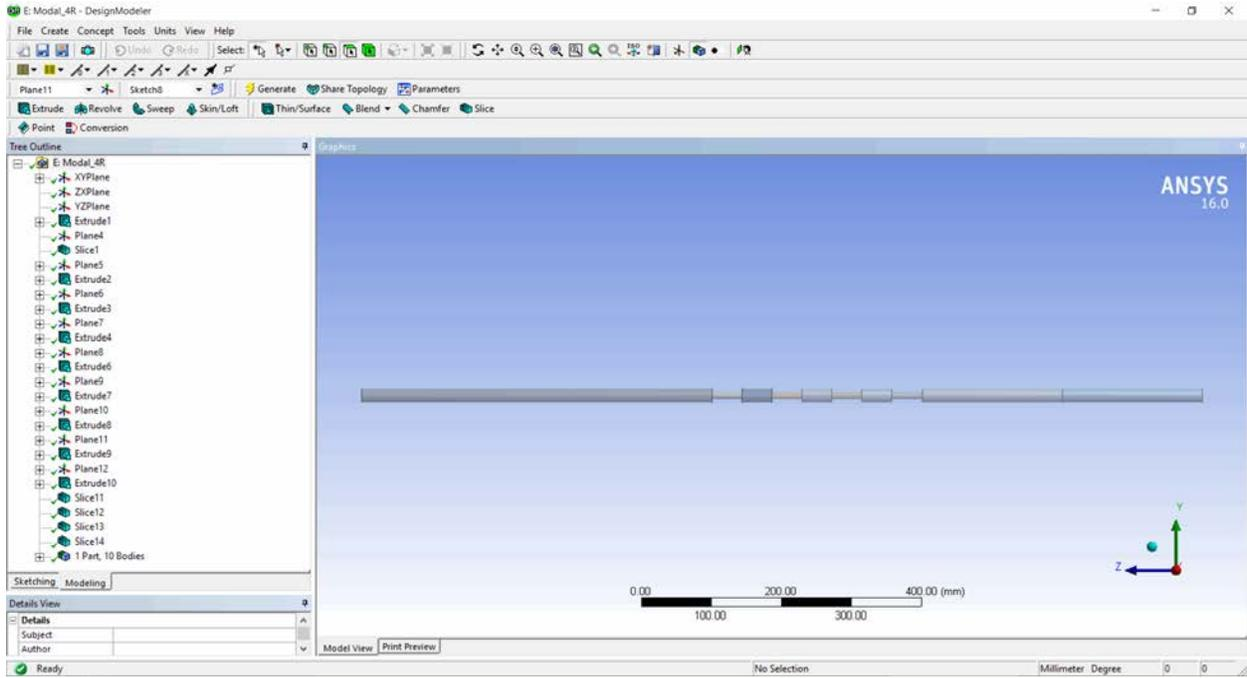 E: Modal_4R - DesignModeler
File Create Concept Tools Units View Help
Undo Redo Select:
Plane11 Sketch8 Generate Share Topology Parameters
Extrude Revolve Sweep Skin/Loft Thin/Surface Blend Chamfer Slice
Point Conversion
Tree Outline
E: Modal_4R
XYPlane
ZXPlane
YZPlane
Extrude1
Plane4
Slice1
Plane5
Extrude2
Plane6
Extrude3
Plane7
Extrude4
Plane8
Extrude6
Plane9
Extrude7
Plane10
Extrude8
Plane11
Extrude9
Plane12
Extrude10
Slice11
Slice12
Slice13
Slice14
1 Part, 10 Bodies
Sketching Modeling
Details View
Details
Subject
Author
Graphics
ANSYS
16.0
Y
Z
0.00 200.00 400.00 (mm)
100.00 300.00
Model View Print Preview
Ready No Selection Millimeter Degree 0 0